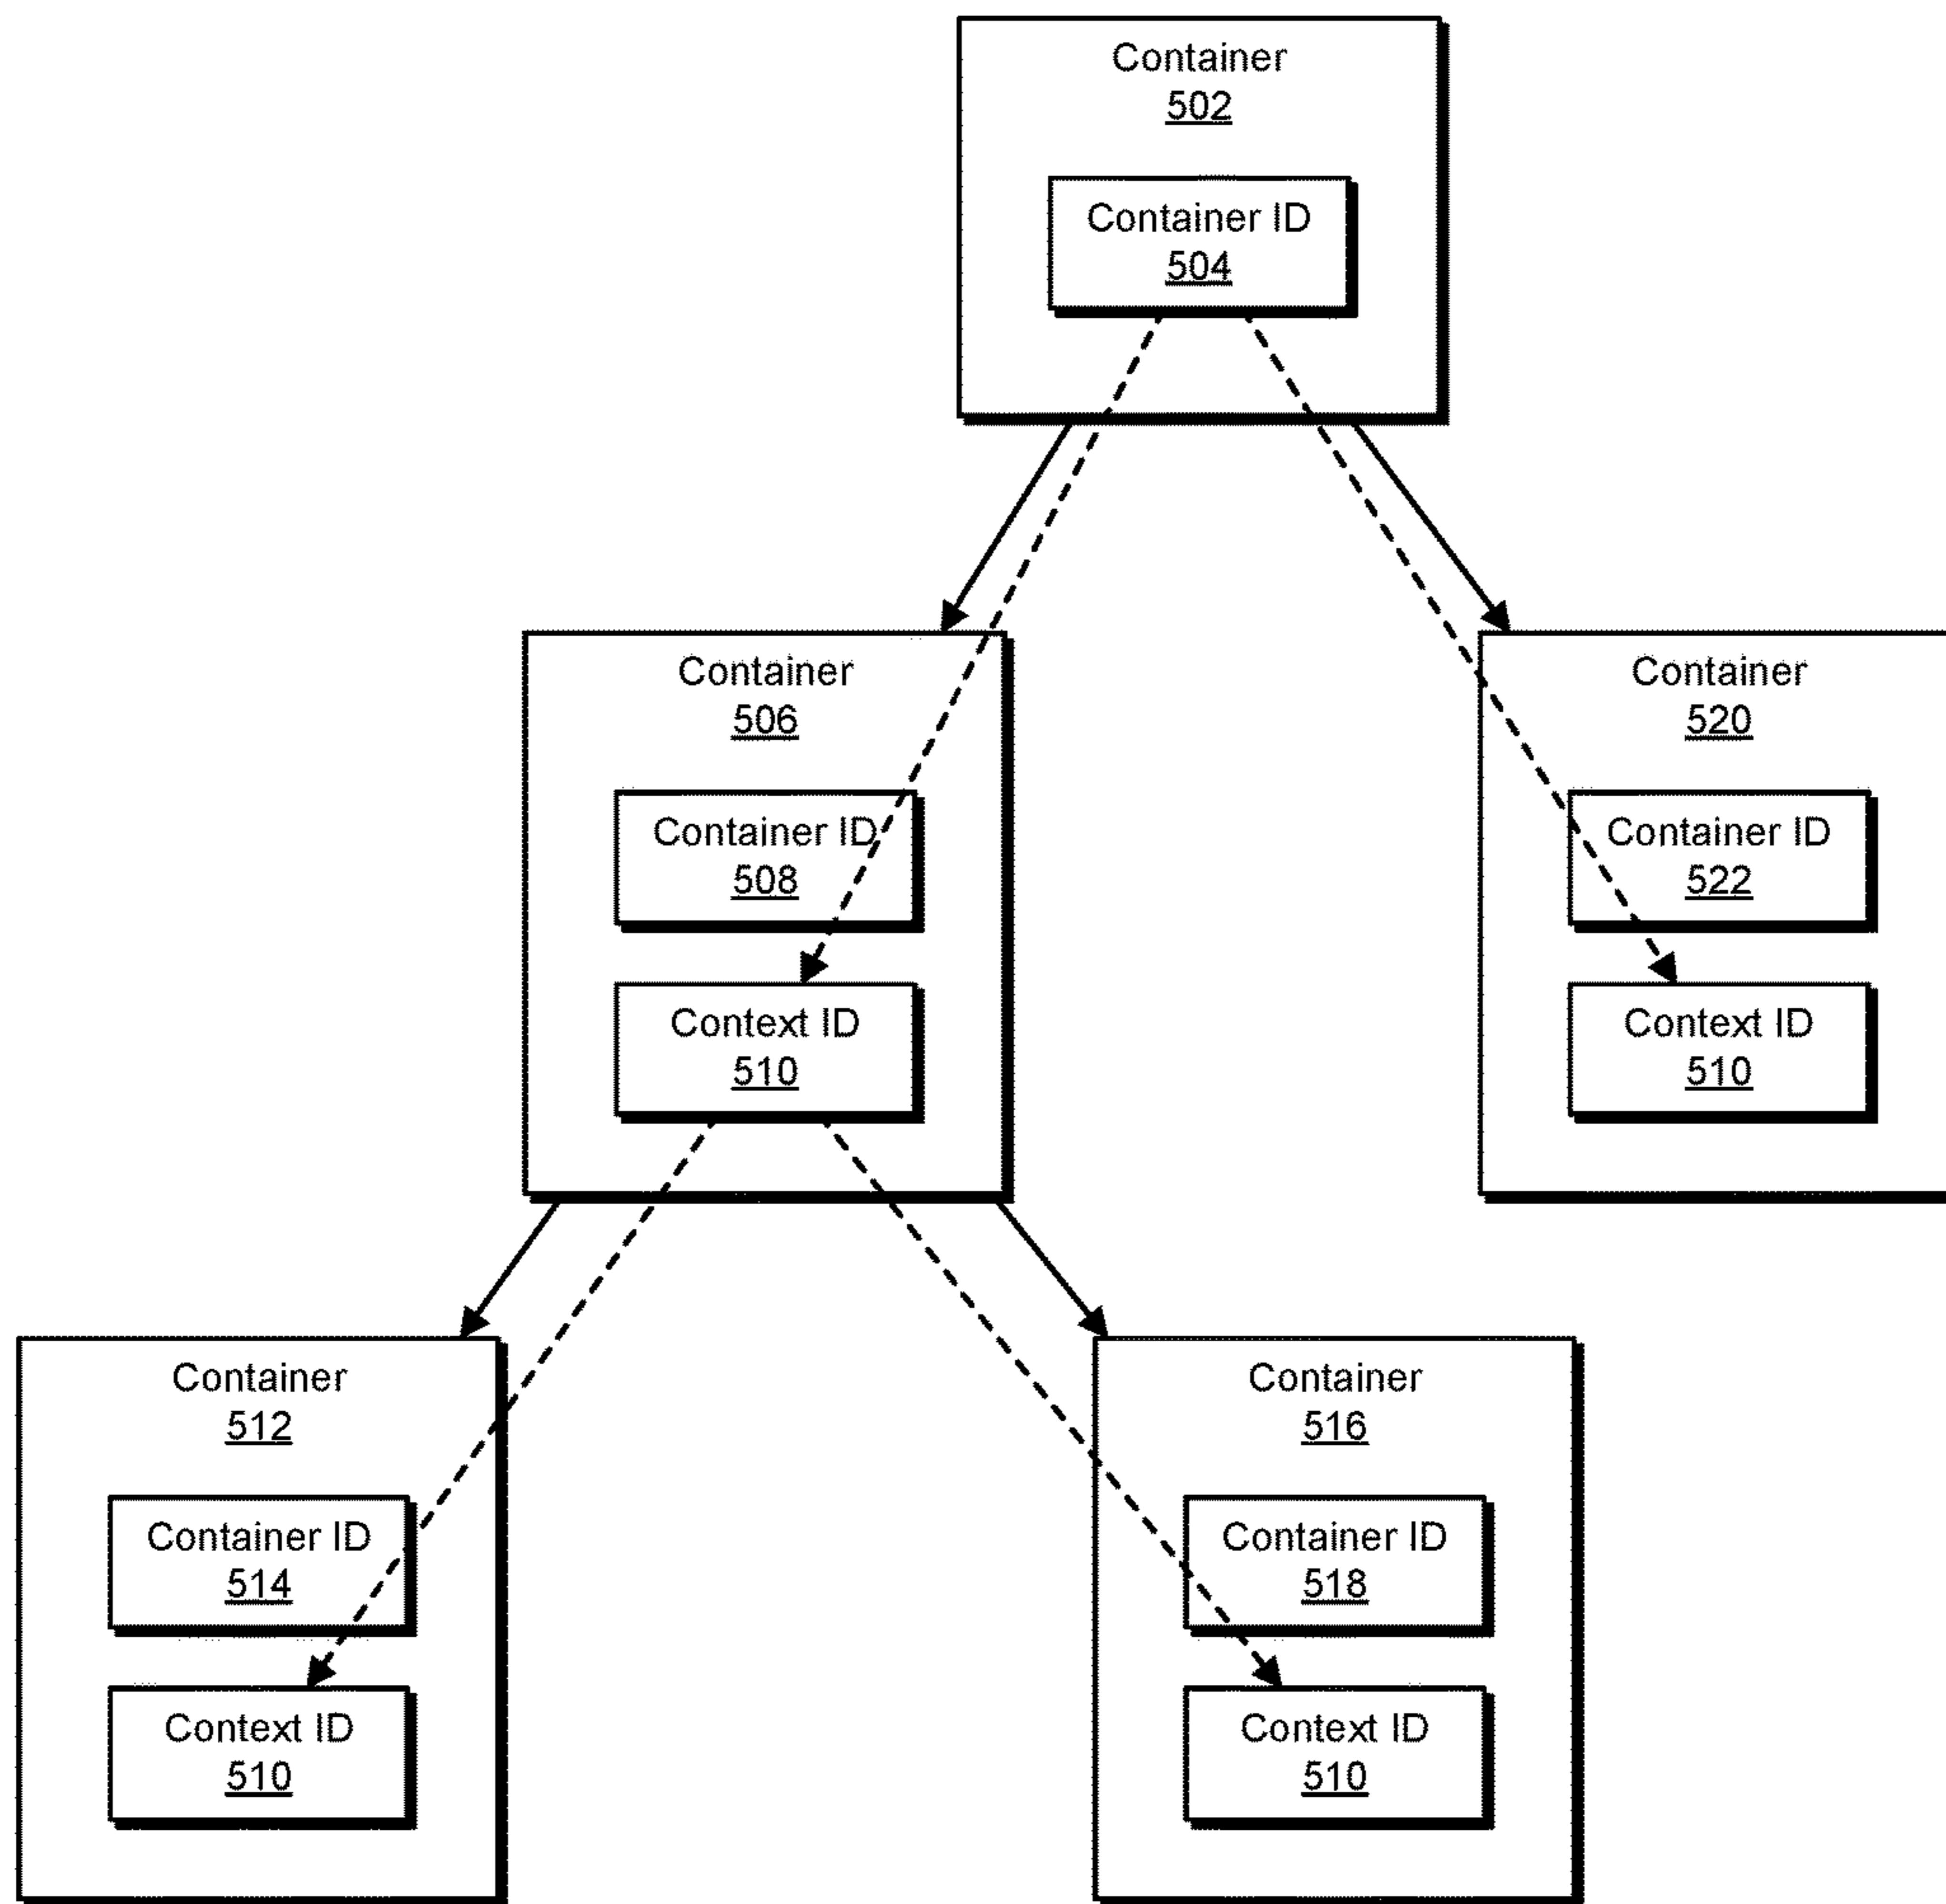 Container
502
Container ID
504
Container
506
Container ID
508
Context ID
510
Container
520
Container ID
522
Context ID
510
Container
512
Container ID
514
Context ID
510
Container
516
Container ID
518
Context ID
510